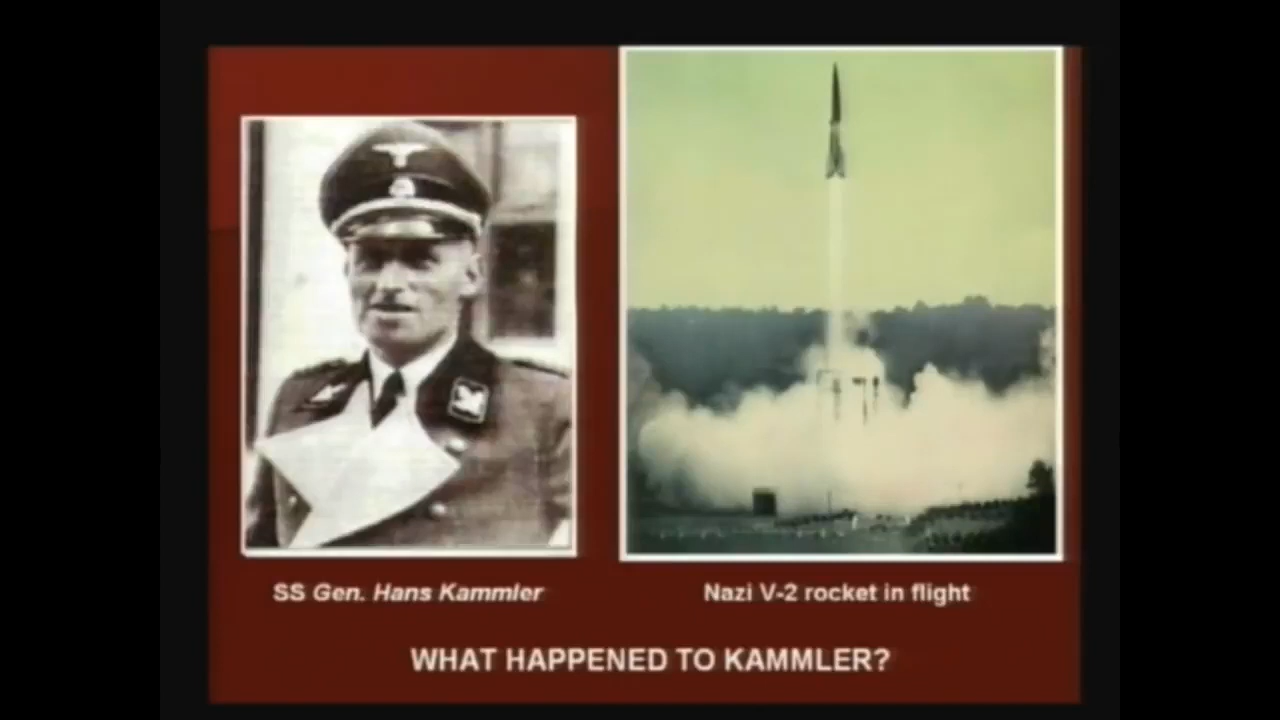 SS Gen. Hans Kammler
Nazi V-2 rocket in flight
WHAT HAPPENED TO KAMMLER?